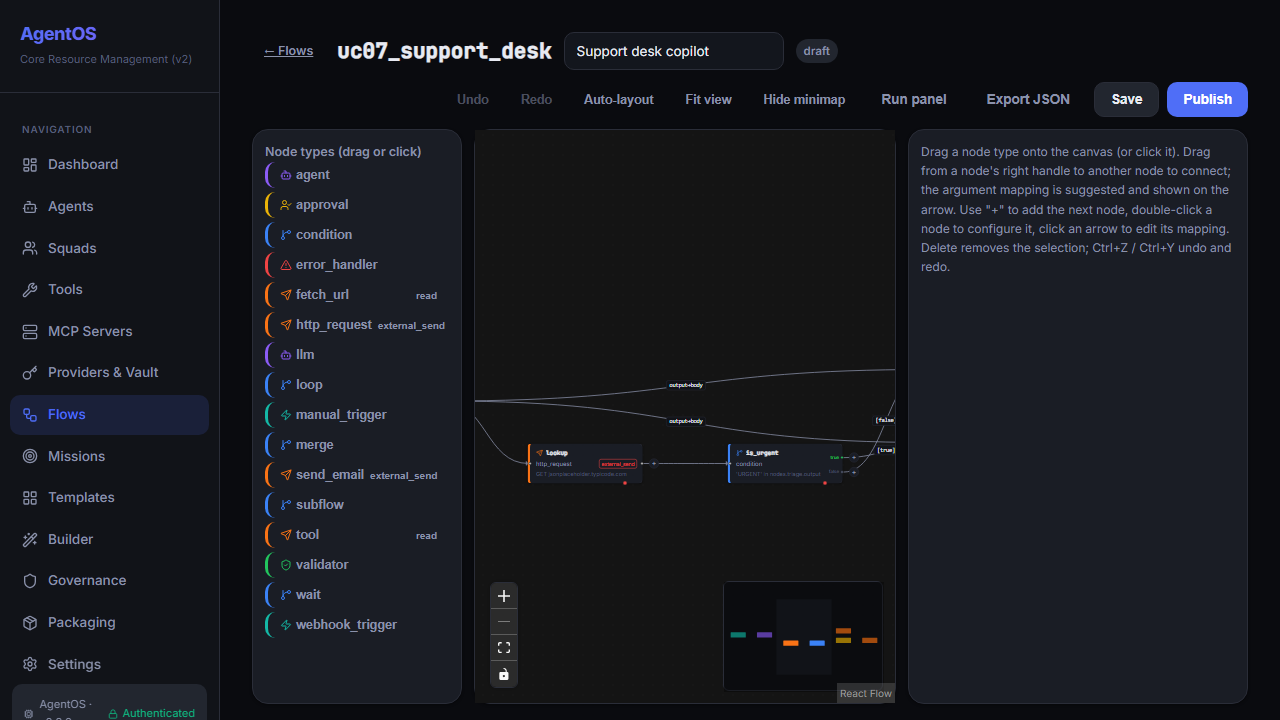 AgentOS
Core Resource Management (v2)
NAVIGATION
Dashboard
Agents
Squads
Tools
MCP Servers
Providers & Vault
Flows
Missions
Templates
Builder
Governance
Packaging
Settings
AgentOS ·
Authenticated
← Flows
uc07_support_desk
Support desk copilot
draft
Undo
Redo
Auto-layout
Fit view
Hide minimap
Run panel
Export JSON
Save
Publish
Node types (drag or click)
agent
approval
condition
error_handler
fetch_url read
http_request external_send
llm
loop
manual_trigger
merge
send_email external_send
subflow
tool read
validator
wait
webhook_trigger
output→body
output→body
lookup
http_request external_send
is_urgent
condition
true
[false
[true]
React Flow
Drag a node type onto the canvas (or click it). Drag
from a node's right handle to another node to connect;
the argument mapping is suggested and shown on the
arrow. Use "+" to add the next node, double-click a
node to configure it, click an arrow to edit its mapping.
Delete removes the selection; Ctrl+Z / Ctrl+Y undo and
redo.